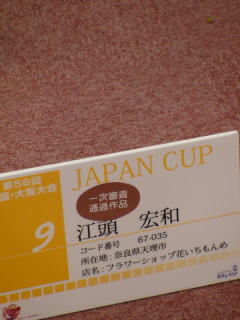 第56回
国・大阪大会
JAPAN CUP
一次審査
通過作品
9
江頭 宏和
コード番号 67-035
所在地:奈良県天理市
店名:フラワーショップ花いちもんめ